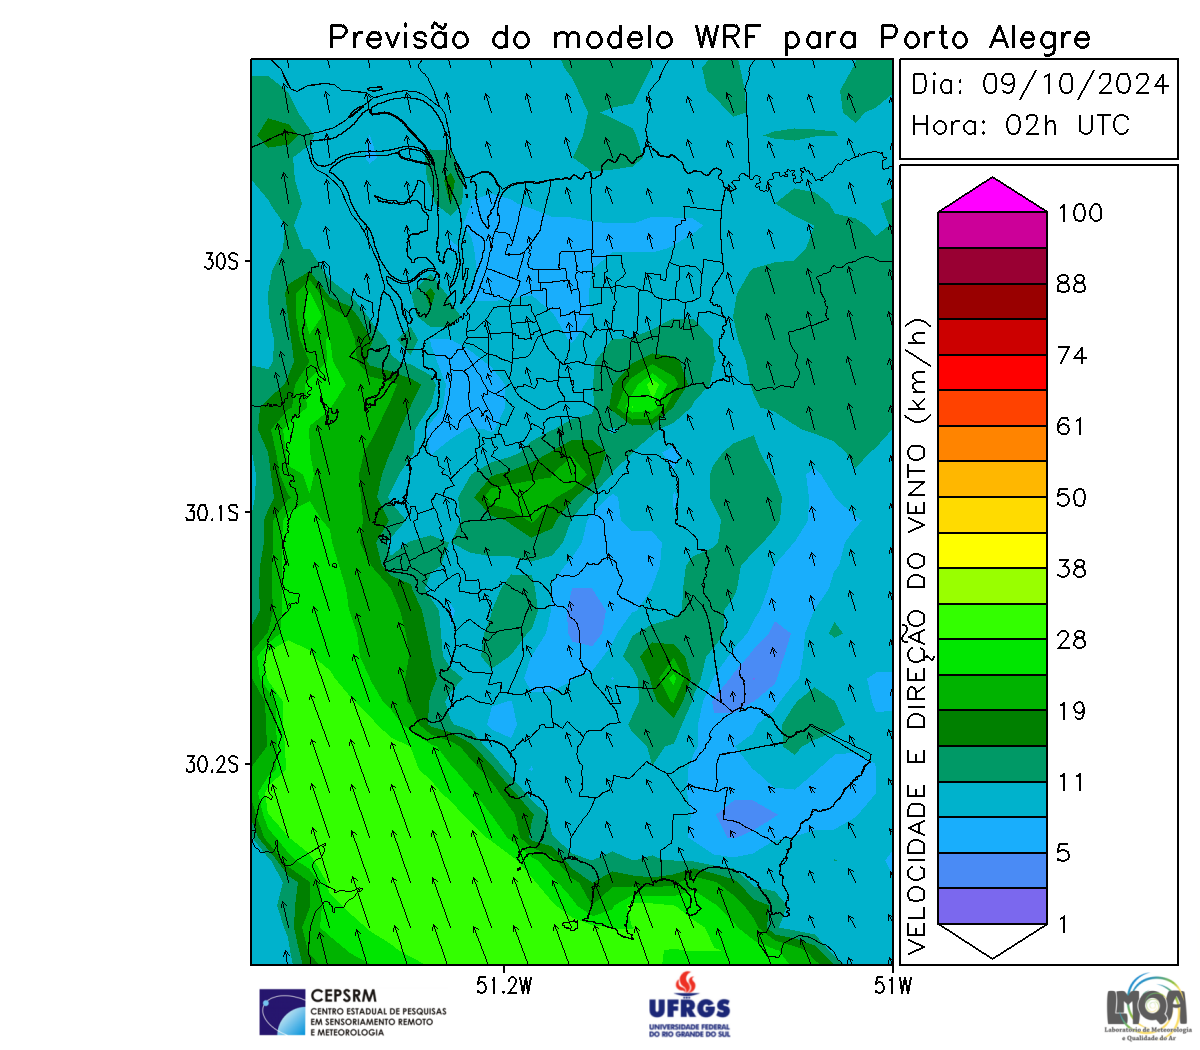 Previsão do modelo WRF para Porto Alegre
Dia: 09/10/2024
Hora: 02h UTC
100
88
74
61
50
38
28
19
11
5
1
VELOCIDADE E DIREÇÃO DO VENTO (km/h)
30S
30.1S
30.2S
51.2W
51W
CEPSRM
CENTRO ESTADUAL DE PESQUISAS
EM SENSORIAMENTO REMOTO
E METEOROLOGIA
UFRGS
UNIVERSIDADE FEDERAL
DO RIO GRANDE DO SUL
LMQA
Laboratório de Meteorologia
e Qualidade do Ar